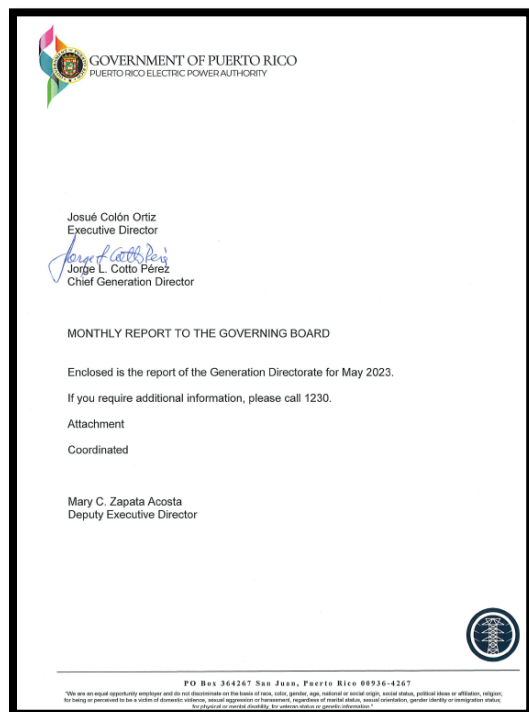 GOVERNMENT OF PUERTO RICO
PUERTO RICO ELECTRIC POWER AUTHORITY
Josué Colón Ortiz
Executive Director
Jorge L. Cotto Pérez
Chief Generation Director
MONTHLY REPORT TO THE GOVERNING BOARD
Enclosed is the report of the Generation Directorate for May 2023.
If you require additional information, please call 1230.
Attachment
Coordinated
Mary C. Zapata Acosta
Deputy Executive Director
PO Box 364267 San Juan, Puerto Rico 00936-4267
"We are an equal opportunity employer and do not discriminate on the basis of race, color, gender, age, national or social origin, social status, political ideas or affiliation, religion;
for being or perceived to be a victim of domestic violence, sexual aggression or harassment, regardless of marital status, sexual orientation, gender identity or immigration status;
for physical or mental disability, for veteran status or genetic information."